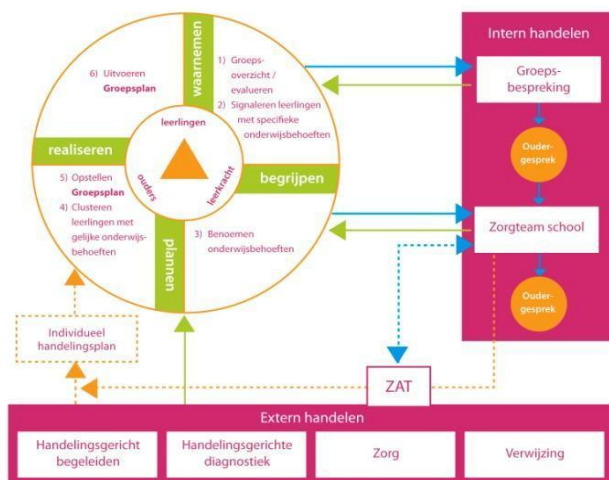 waarnemen
6) Uitvoeren
Groepsplan
1) Groeps-
overzicht /
evalueren
2) Signaleren leerlingen
met specifieke
onderwijsbehoeften
realiseren
leerlingen
ouders
leerkracht
begrijpen
5) Opstellen
Groepsplan
4) Clusteren
leerlingen met
gelijke onderwijs-
behoeften
plannen
3) Benoemen
onderwijsbehoeften
Intern handelen
Groeps-
bespreking
Ouder-
gesprek
Zorgteam school
Ouder-
gesprek
Individueel
handelingsplan
ZAT
Extern handelen
Handelingsgericht
begeleiden
Handelingsgerichte
diagnostiek
Zorg
Verwijzing